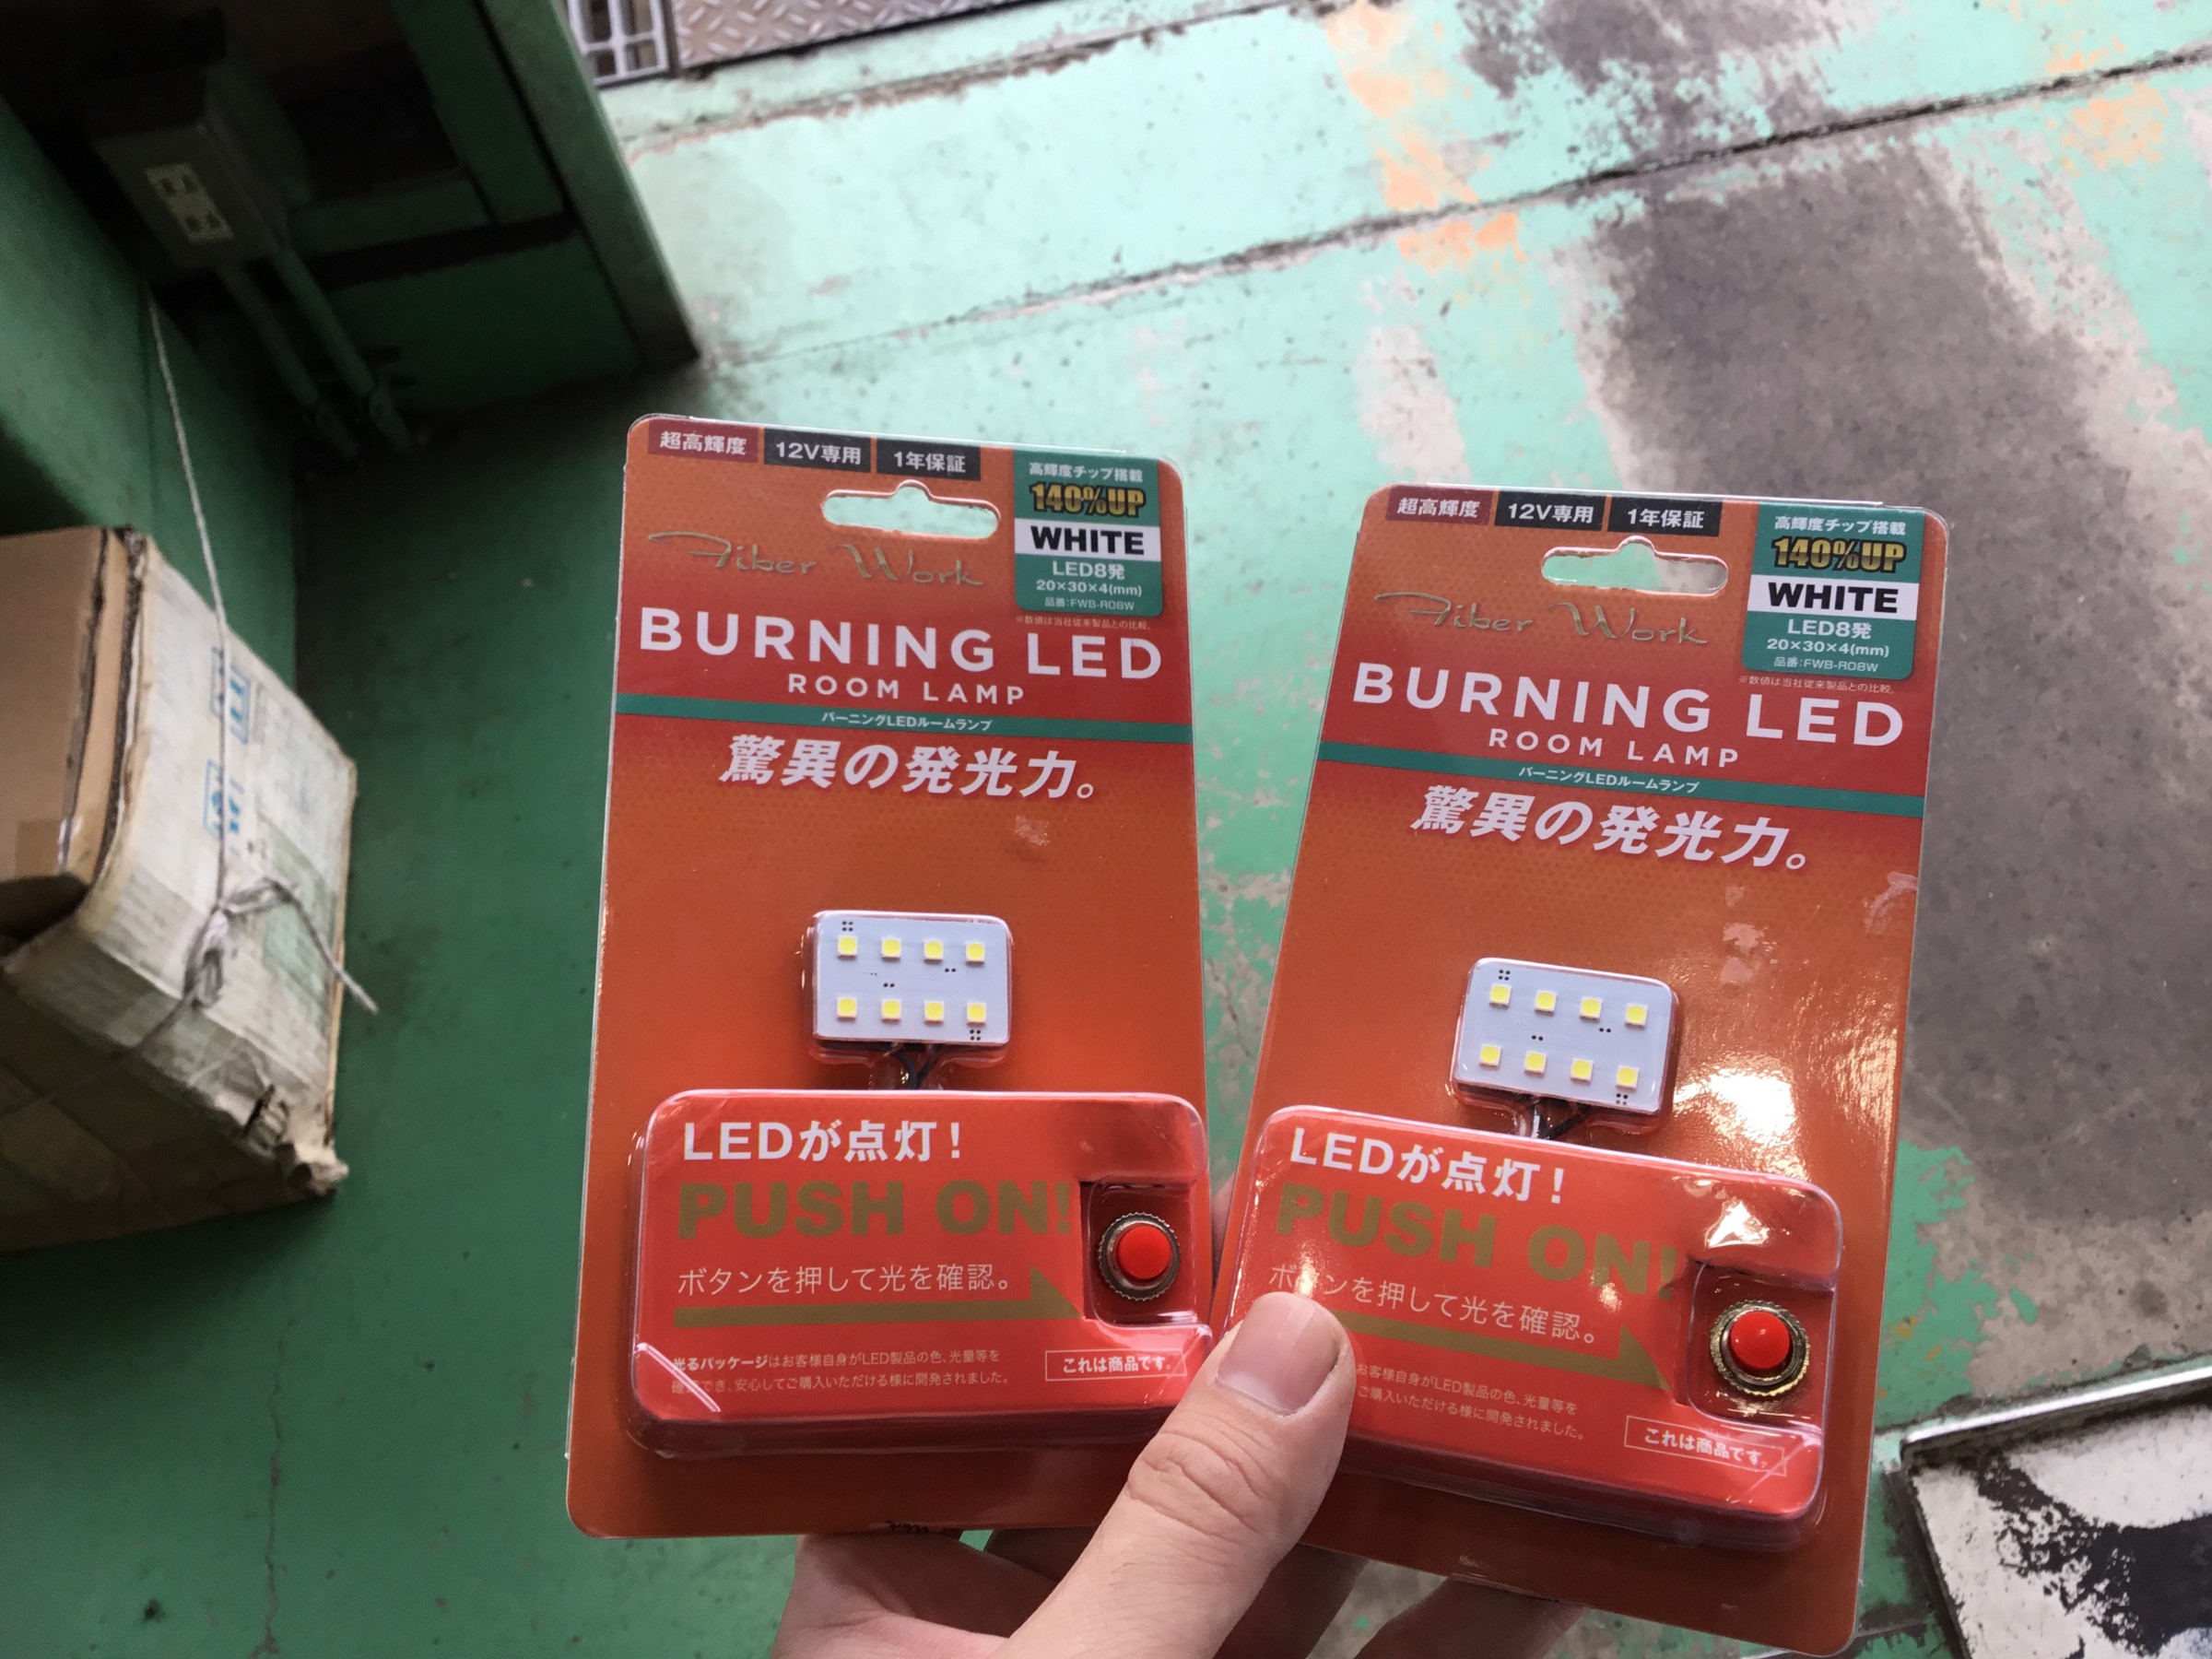 超高輝度 12V専用 1年保証
高輝度チップ搭載
140%UP
WHITE
LED8発
20×30×4(mm)
品番:FWB-R08W
※数値は当社従来製品との比較。
Fiber Work
BURNING LED
ROOM LAMP
バーニングLEDルームランプ
驚異の発光力。
LEDが点灯!
PUSH ON!
ボタンを押して光を確認。
光るパッケージはお客様自身がLED製品の色、光量等を
確認でき、安心してご購入いただける様に開発されました。
これは商品です。
超高輝度 12V専用 1年保証
高輝度チップ搭載
140%UP
WHITE
LED8発
20×30×4(mm)
品番:FWB-R08W
※数値は当社従来製品との比較。
Fiber Work
BURNING LED
ROOM LAMP
バーニングLEDルームランプ
驚異の発光力。
LEDが点灯!
PUSH ON!
ボタンを押して光を確認。
お客様自身がLED製品の色、光量等を
ご購入いただける様に開発されました。
これは商品です。